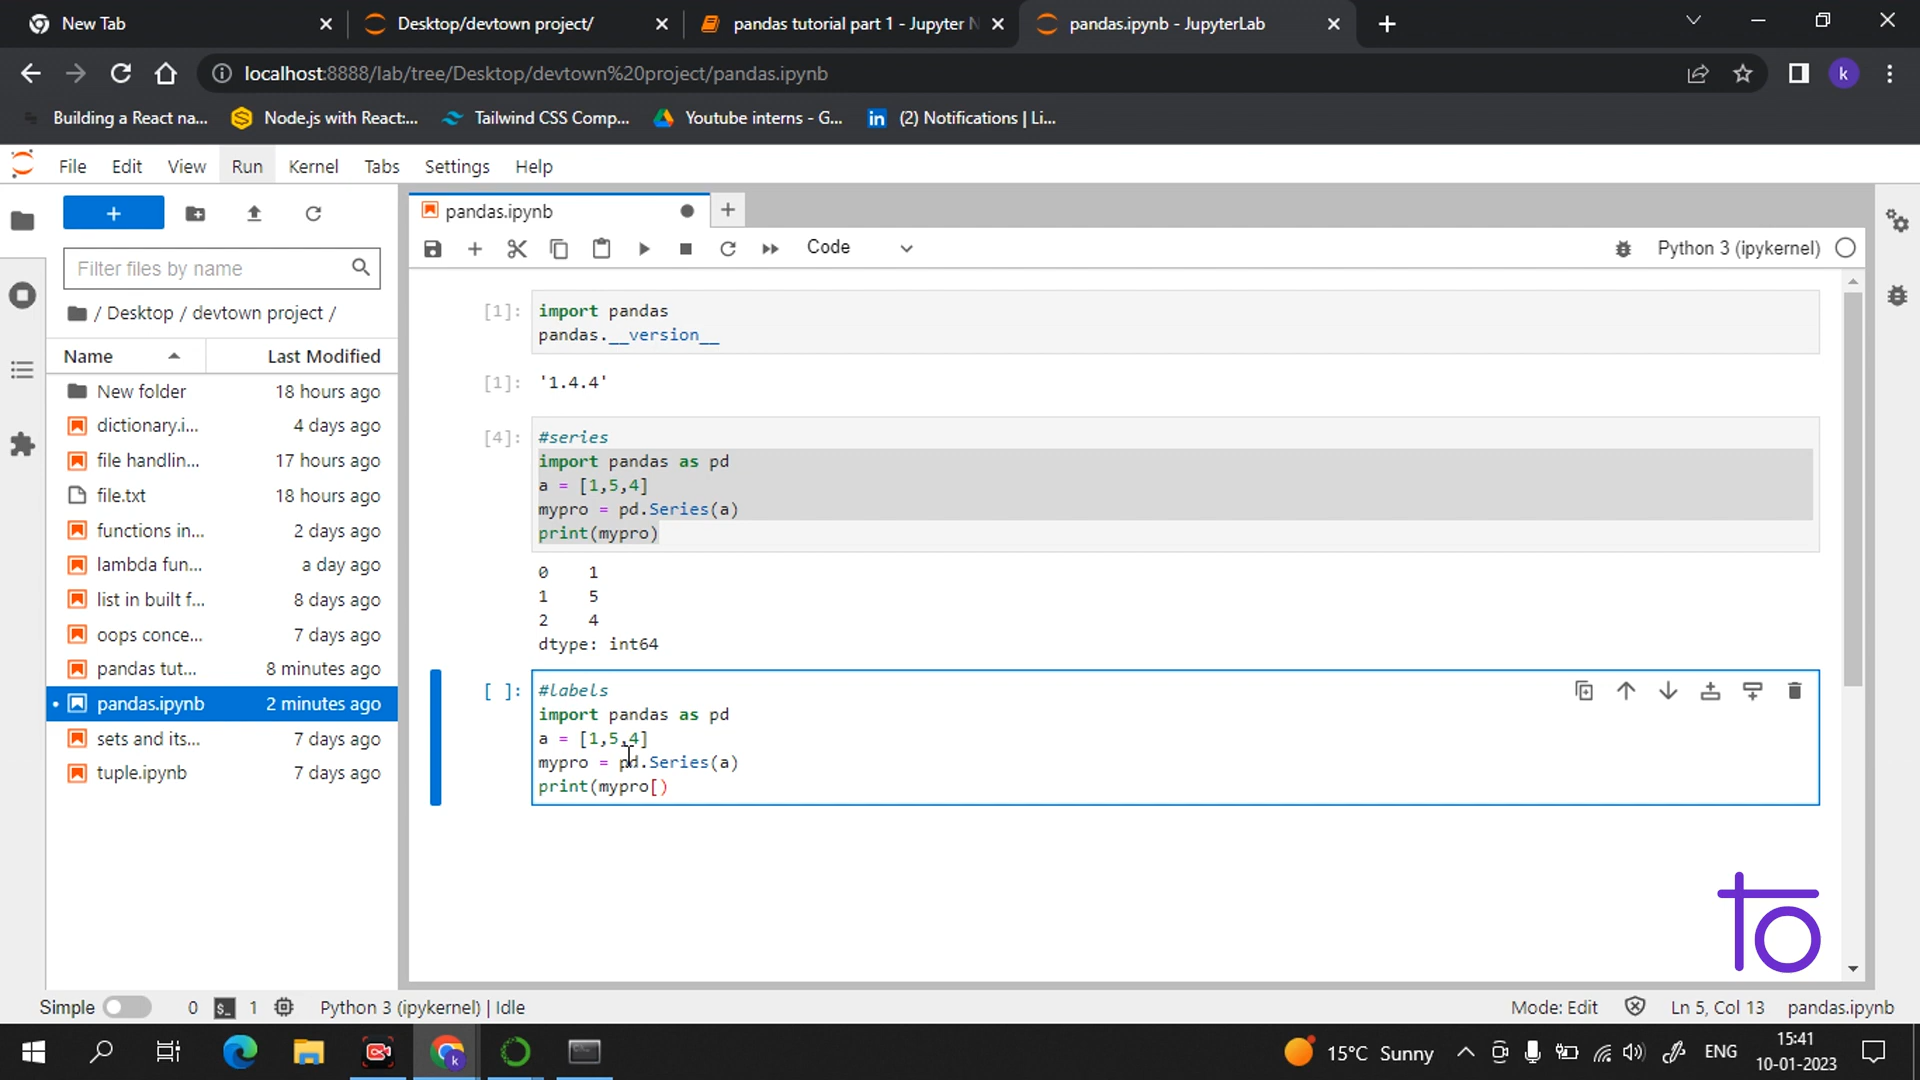 New Tab
Desktop/devtown project/
pandas tutorial part 1 - Jupyter N
pandas.ipynb - JupyterLab
localhost:8888/lab/tree/Desktop/devtown%20project/pandas.ipynb
k
Building a React na...
Node.js with React:...
Tailwind CSS Comp...
Youtube interns - G...
(2) Notifications | Li...
File Edit View Run Kernel Tabs Settings Help
pandas.ipynb
Code
Python 3 (ipykernel)
Filter files by name
/ Desktop / devtown project /
Name Last Modified
New folder 18 hours ago
dictionary.i... 4 days ago
file handlin... 17 hours ago
file.txt 18 hours ago
functions in... 2 days ago
lambda fun... a day ago
list in built f... 8 days ago
oops conce... 7 days ago
pandas tut... 8 minutes ago
pandas.ipynb 2 minutes ago
sets and its... 7 days ago
tuple.ipynb 7 days ago
[1]: import pandas
pandas.__version__
[1]: '1.4.4'
[4]: #series
import pandas as pd
a = [1,5,4]
mypro = pd.Series(a)
print(mypro)
0 1
1 5
2 4
dtype: int64
[ ]: #labels
import pandas as pd
a = [1,5,4]
mypro = pd.Series(a)
print(mypro[)
to
Simple 0 $_ 1 Python 3 (ipykernel) | Idle
Mode: Edit Ln 5, Col 13 pandas.ipynb
15°C Sunny ENG 15:41
10-01-2023